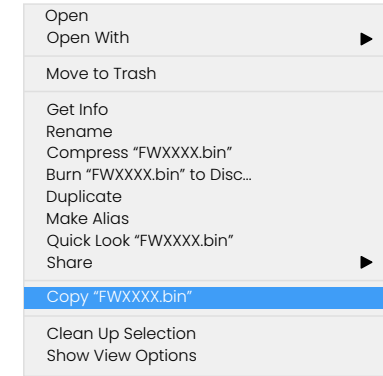 Open
Open With
Move to Trash
Get Info
Rename
Compress “FWXXXX.bin”
Burn “FWXXXX.bin” to Disc...
Duplicate
Make Alias
Quick Look “FWXXXX.bin”
Share
Copy “FWXXXX.bin”
Clean Up Selection
Show View Options